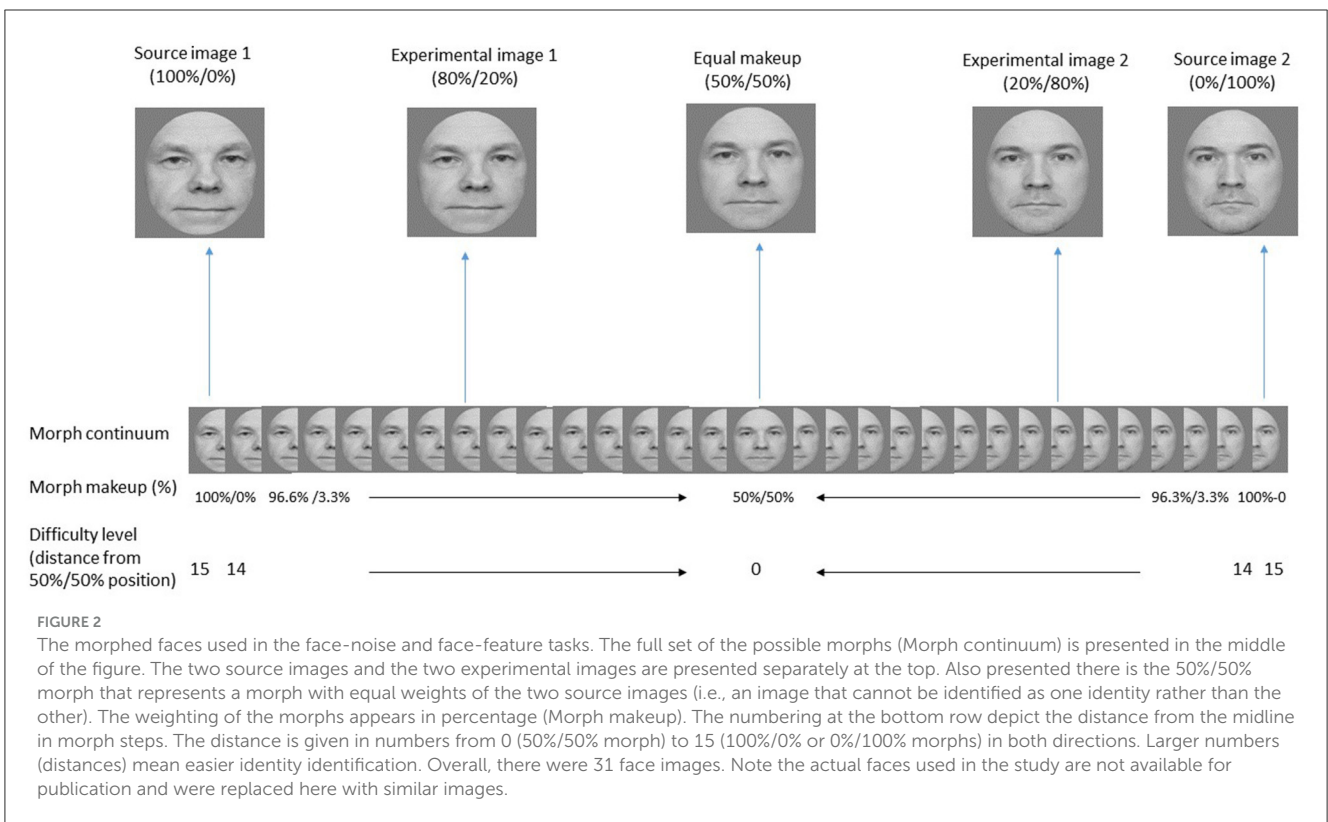 Source image 1
(100%/0%)
Experimental image 1
(80%/20%)
Equal makeup
(50%/50%)
Experimental image 2
(20%/80%)
Source image 2
(0%/100%)
Morph continuum
Morph makeup (%)
100%/0% 96.6% /3.3% 50%/50% 96.3%/3.3% 100%-0
Difficulty level
(distance from
50%/50% position)
15 14 0 14 15
FIGURE 2
The morphed faces used in the face-noise and face-feature tasks. The full set of the possible morphs (Morph continuum) is presented in the middle
of the figure. The two source images and the two experimental images are presented separately at the top. Also presented there is the 50%/50%
morph that represents a morph with equal weights of the two source images (i.e., an image that cannot be identified as one identity rather than the
other). The weighting of the morphs appears in percentage (Morph makeup). The numbering at the bottom row depict the distance from the midline
in morph steps. The distance is given in numbers from 0 (50%/50% morph) to 15 (100%/0% or 0%/100% morphs) in both directions. Larger numbers
(distances) mean easier identity identification. Overall, there were 31 face images. Note the actual faces used in the study are not available for
publication and were replaced here with similar images.